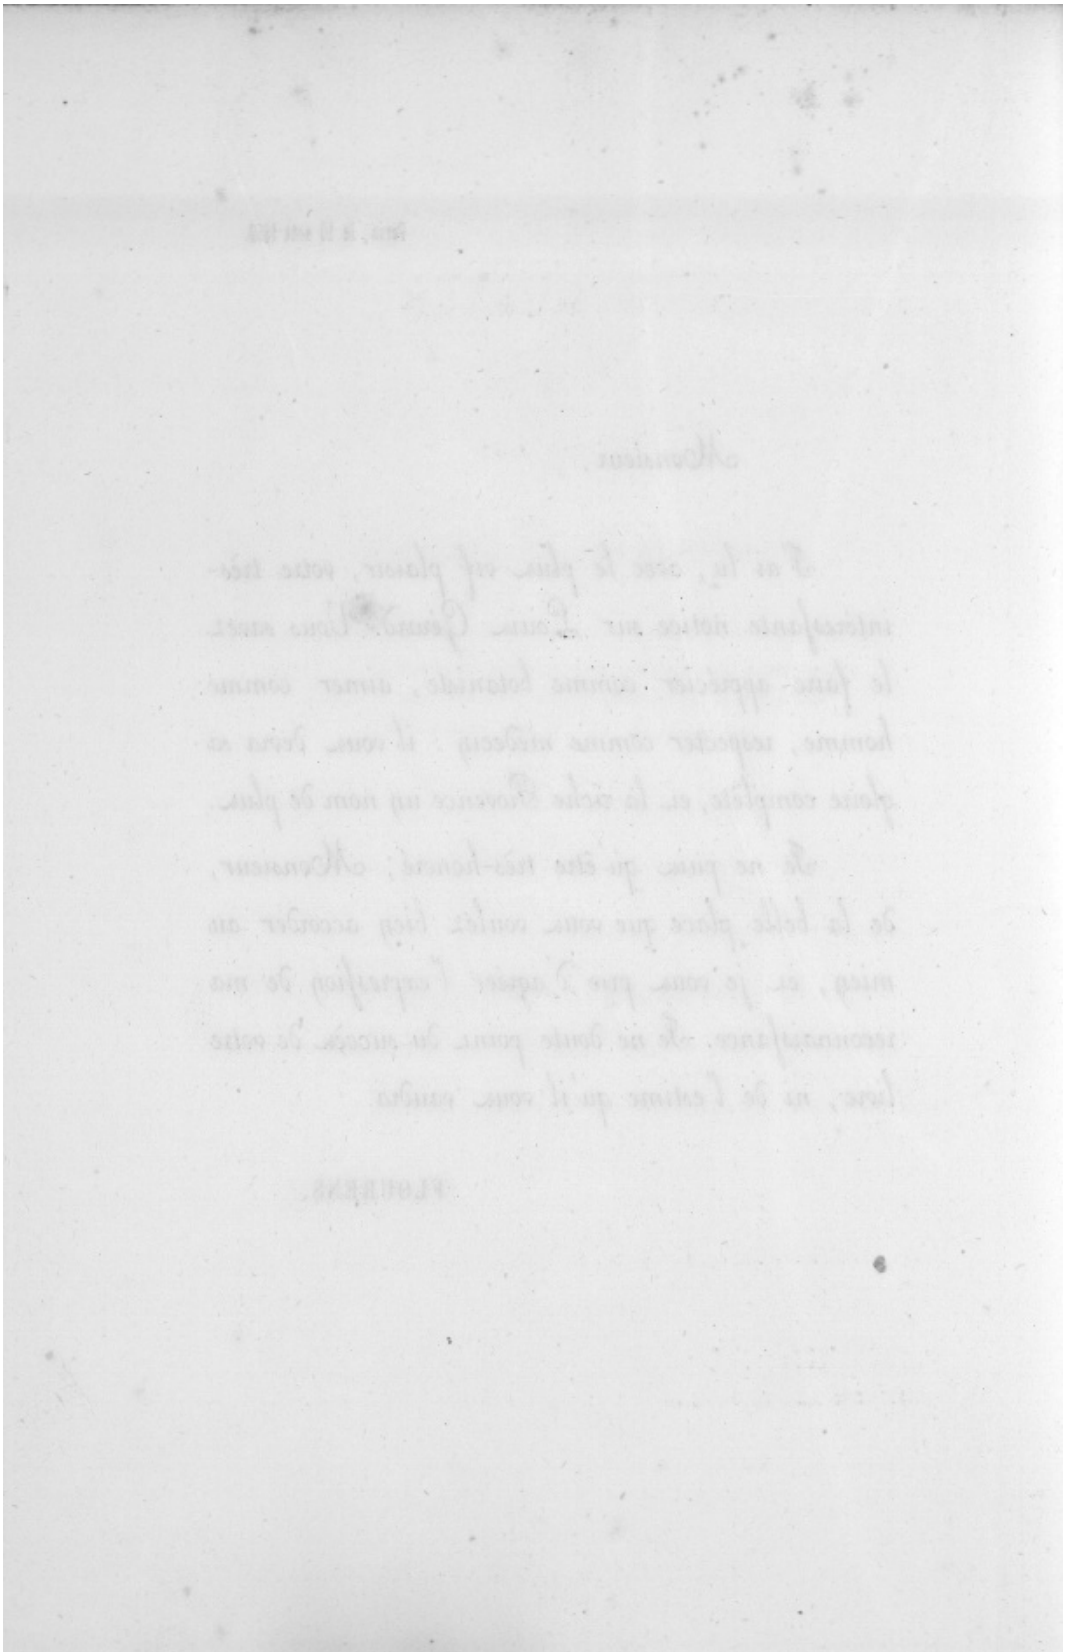 Monsieur,
J'ai lu, avec le plus vif plaisir, votre très-
intéressante notice sur Louis Gérard. Vous savez
le faire apprécier comme botaniste, aimer comme
homme, respecter comme médecin : il vous devra sa
gloire complète, et la riche Provence un nom de plus.
Je ne puis qu'être très-honoré, Monsieur,
de la belle place que vous voulez bien accorder au
mien, et je vous prie d'agréer l'expression de ma
reconnaissance. Je ne doute point du succès de votre
livre, ni de l'estime qu'il vous vaudra
FLOURENS.